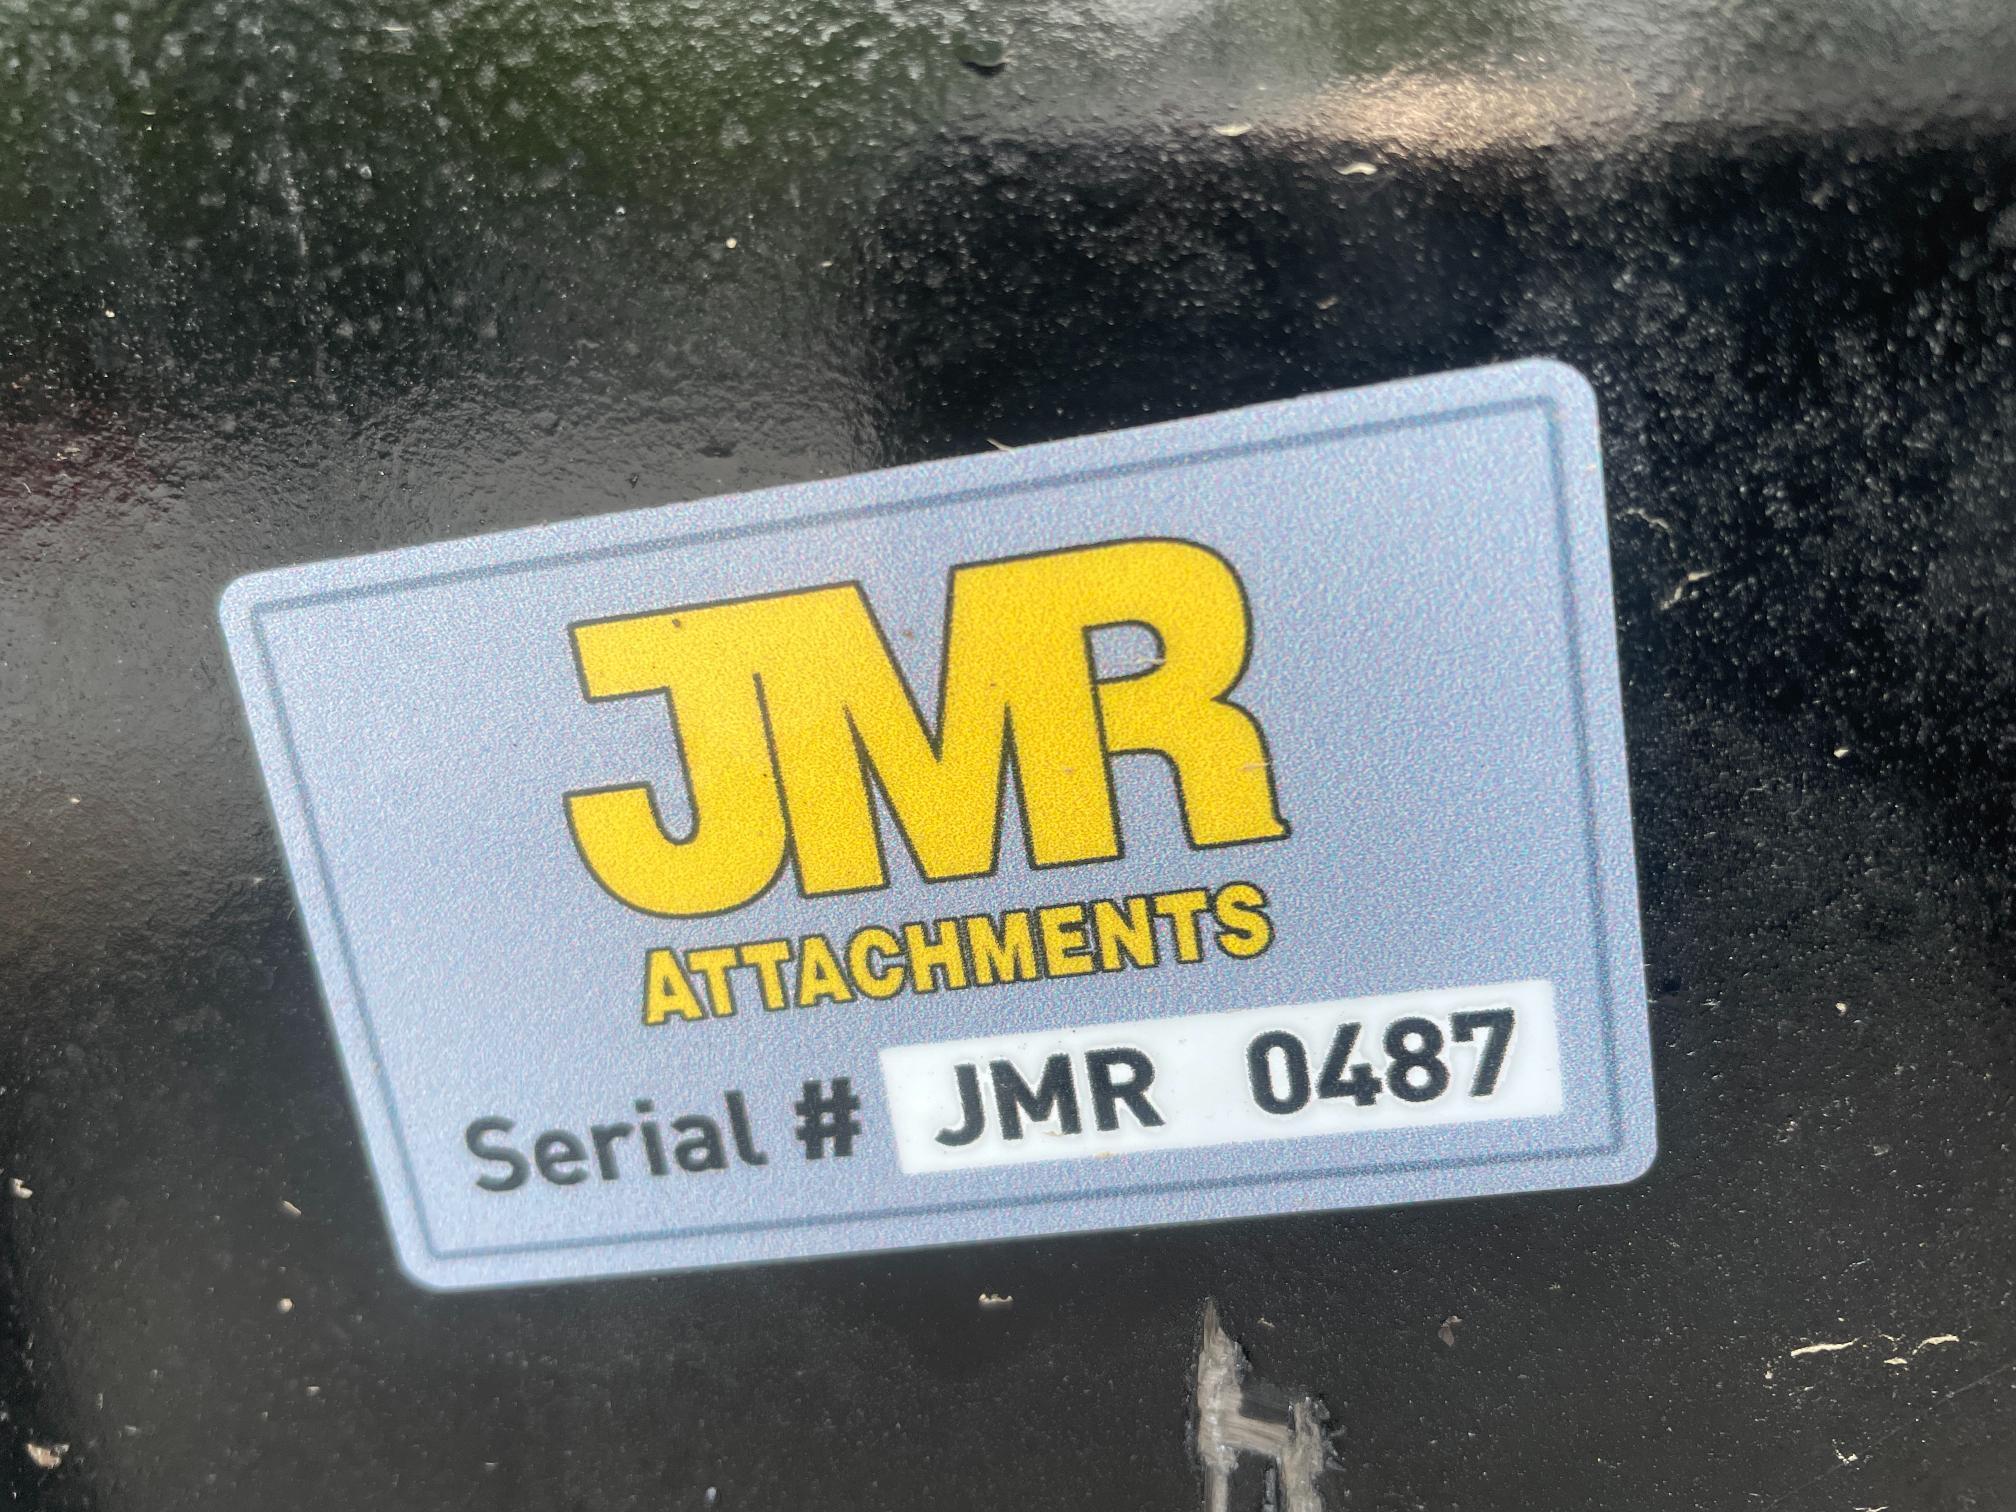 JMR
ATTACHMENTS
Serial # JMR 0487